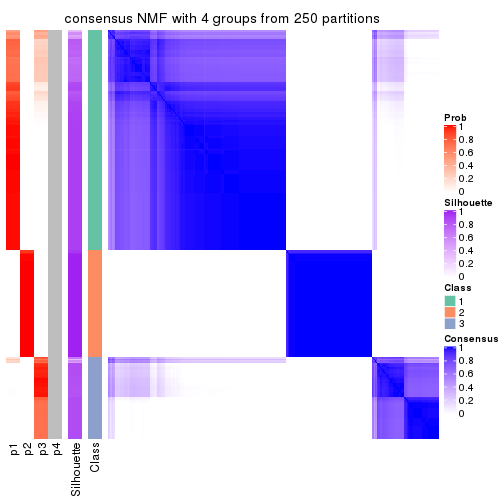 consensus NMF with 4 groups from 250 partitions
Prob
1
0.8
0.6
0.4
0.2
0
Silhouette
1
0.8
0.6
0.4
0.2
0
Class
1
2
3
Consensus
1
0.8
0.6
0.4
0.2
0
p1
p2
p3
p4
Silhouette
Class